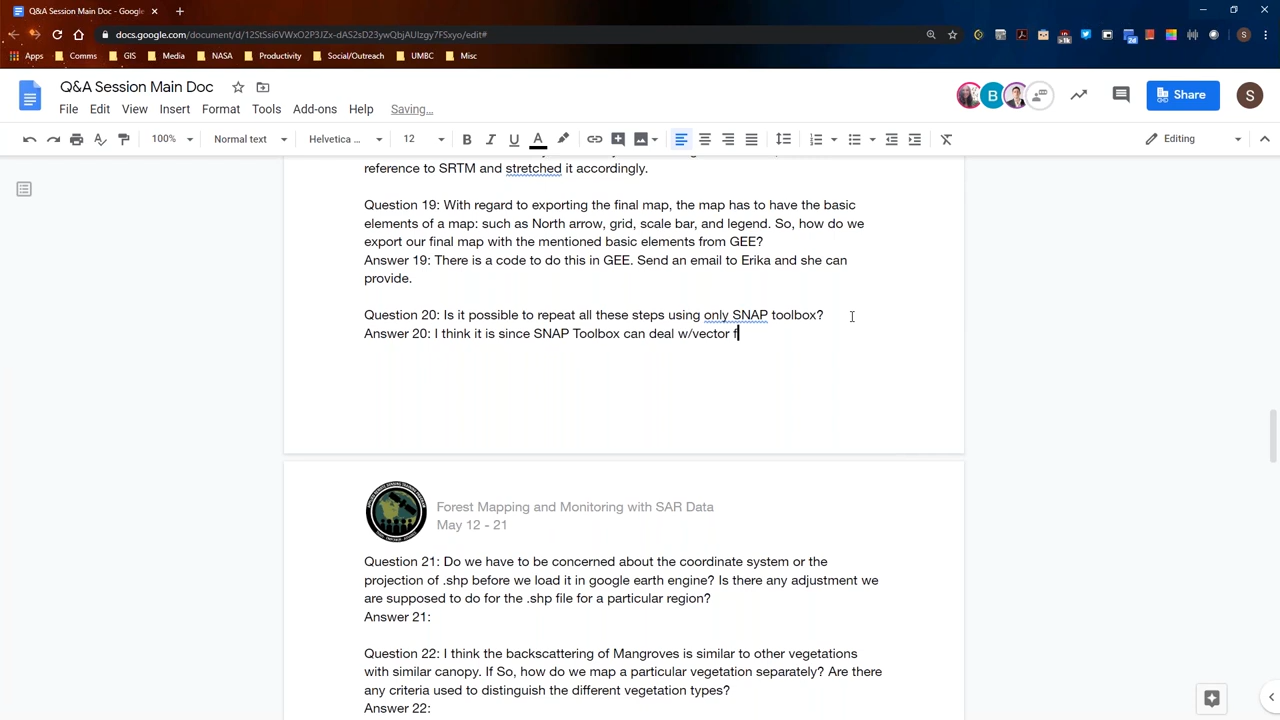 Q&A Session Main Doc - Google
docs.google.com/document/d/12StSsi6VWxO2P3JZx-dAS2sD23ywQbjAUIzgy7FSxyo/edit#
Apps Comms GIS Media NASA Productivity Social/Outreach UMBC Misc
Q&A Session Main Doc
File Edit View Insert Format Tools Add-ons Help Saving...
B
Share
S
100% Normal text Helvetica ... 12 B I U A Editing
reference to SRTM and stretched it accordingly.
Question 19: With regard to exporting the final map, the map has to have the basic
elements of a map: such as North arrow, grid, scale bar, and legend. So, how do we
export our final map with the mentioned basic elements from GEE?
Answer 19: There is a code to do this in GEE. Send an email to Erika and she can
provide.
Question 20: Is it possible to repeat all these steps using only SNAP toolbox?
Answer 20: I think it is since SNAP Toolbox can deal w/vector f
Forest Mapping and Monitoring with SAR Data
May 12 - 21
Question 21: Do we have to be concerned about the coordinate system or the
projection of .shp before we load it in google earth engine? Is there any adjustment we
are supposed to do for the .shp file for a particular region?
Answer 21:
Question 22: I think the backscattering of Mangroves is similar to other vegetations
with similar canopy. If So, how do we map a particular vegetation separately? Are there
any criteria used to distinguish the different vegetation types?
Answer 22: